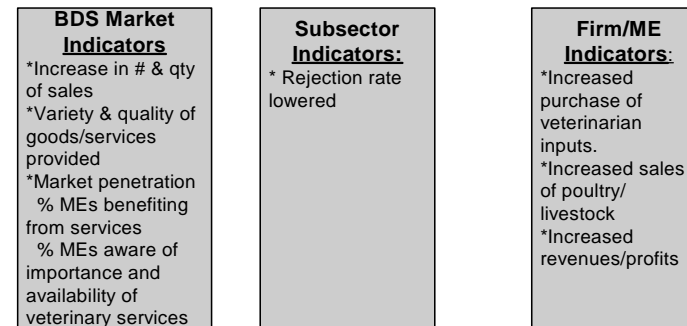 BDS Market
Indicators
*Increase in # & qty
of sales
*Variety & quality of
goods/services
provided
*Market penetration
% MEs benefiting
from services
% MEs aware of
importance and
availability of
veterinary services
Subsector
Indicators:
* Rejection rate
lowered
Firm/ME
Indicators:
*Increased
purchase of
veterinarian
inputs.
*Increased sales
of poultry/
livestock
*Increased
revenues/profits